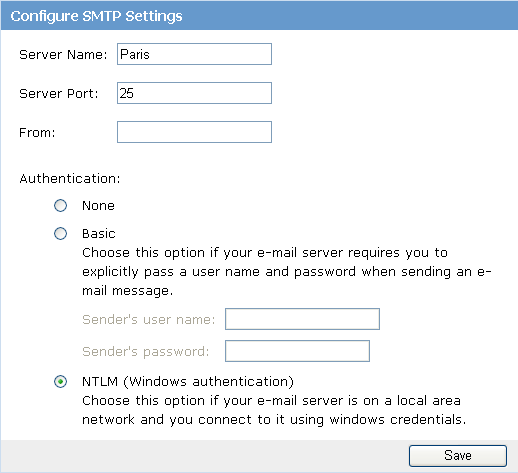 Configure SMTP Settings
Server Name: Paris
Server Port: 25
From:
Authentication:
None
Basic
Choose this option if your e-mail server requires you to
explicitly pass a user name and password when sending an e-
mail message.
Sender's user name:
Sender's password:
NTLM (Windows authentication)
Choose this option if your e-mail server is on a local area
network and you connect to it using windows credentials.
Save